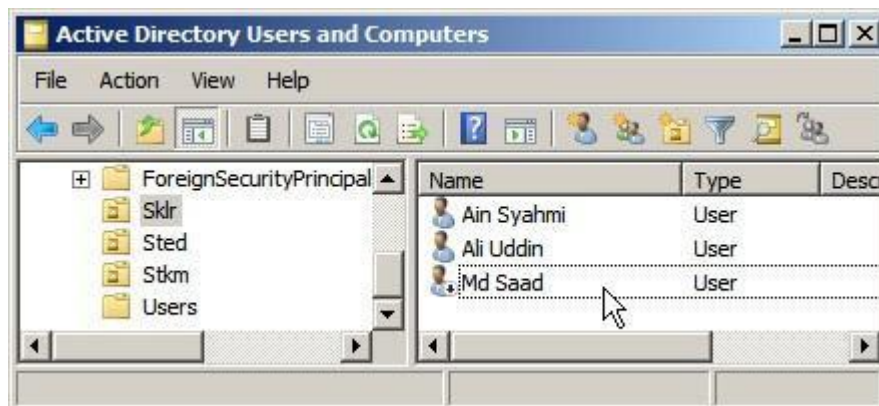 Active Directory Users and Computers
File Action View Help
ForeignSecurityPrincipal
Sklr
Sted
Stkm
Users
Name Type Desc
Ain Syahmi User
Ali Uddin User
Md Saad User